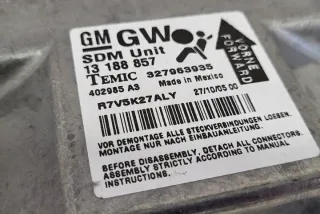 GM GW
SDM Unit
13 188 857
TEMIC 327963935
402985 A3 Made in Mexico
R7V5K27ALY 27/10/05 00
VORNE
FORWARD
VOR DEMONTAGE ALLE STECKVERBINDUNGEN LOESEN.
MONTAGE NUR NACH EINBAUANLEITUNG.
BEFORE DISASSEMBLY, DETACH ALL CONNECTORS.
ASSEMBLY STRICTLY ACCORDING TO MANUAL
INSTRUCTIONS.